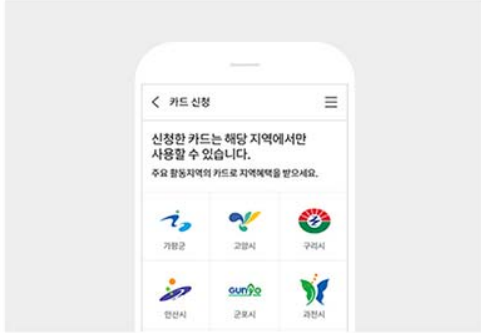 카드 신청
신청한 카드는 해당 지역에서만
사용할 수 있습니다.
주요 활동지역의 카드로 지역혜택을 받으세요.
가평군 고양시 구리시
GUNPO
안산시 군포시 과천시